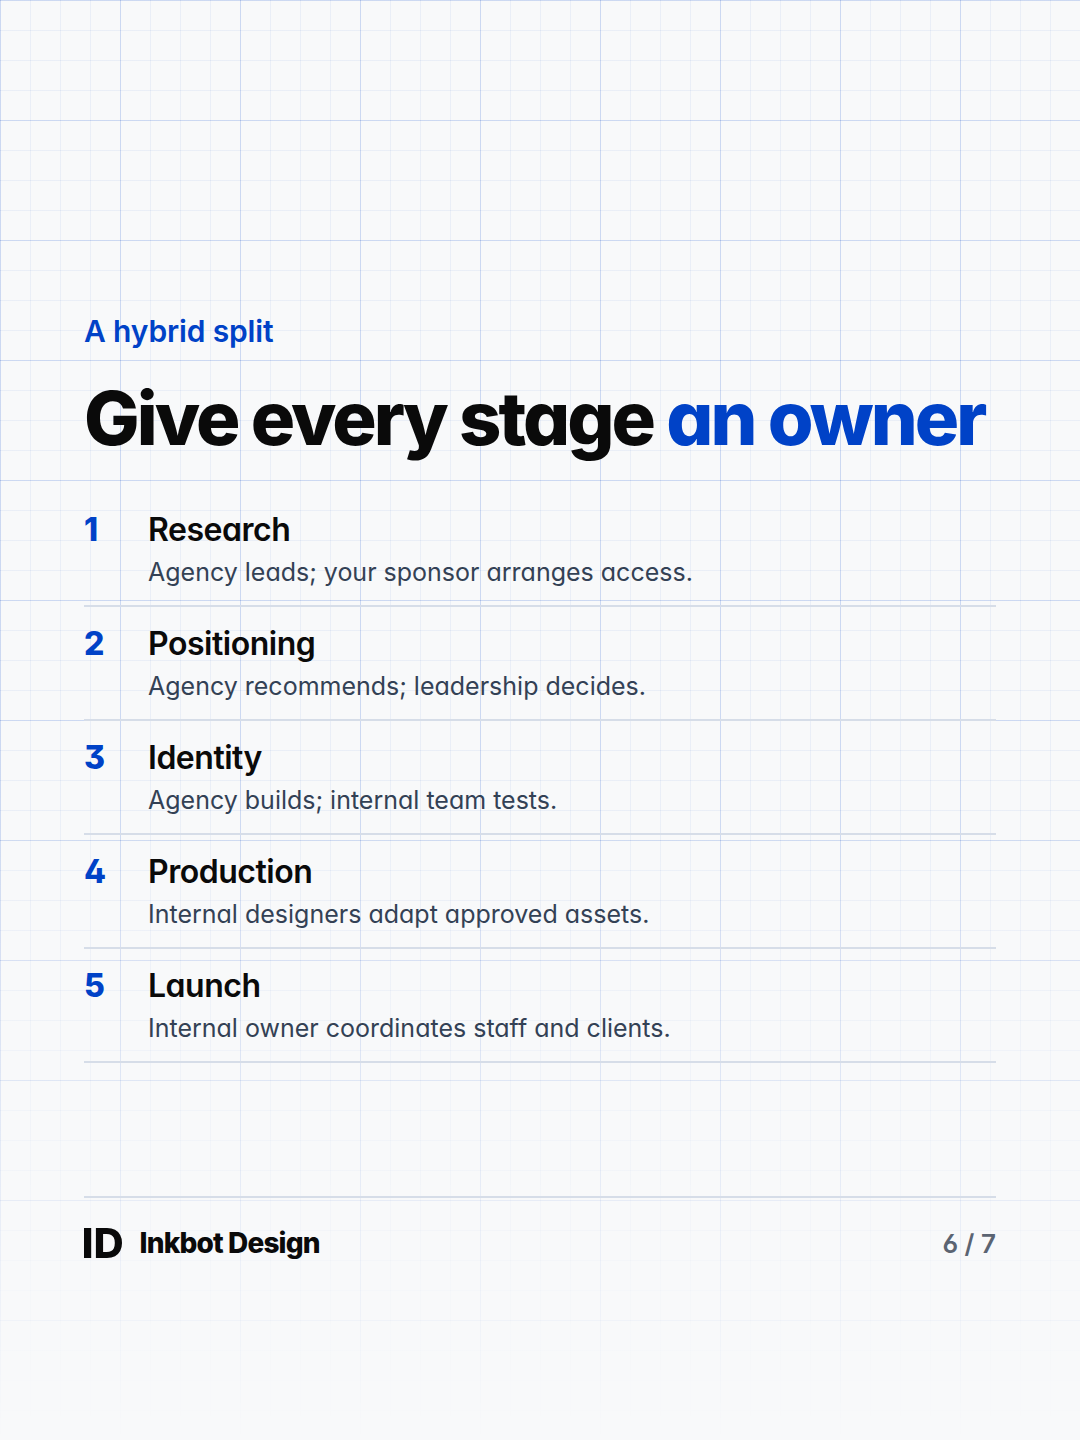 A hybrid split
Give every stage an owner
1 Research
Agency leads; your sponsor arranges access.
2 Positioning
Agency recommends; leadership decides.
3 Identity
Agency builds; internal team tests.
4 Production
Internal designers adapt approved assets.
5 Launch
Internal owner coordinates staff and clients.
ID Inkbot Design
6 / 7